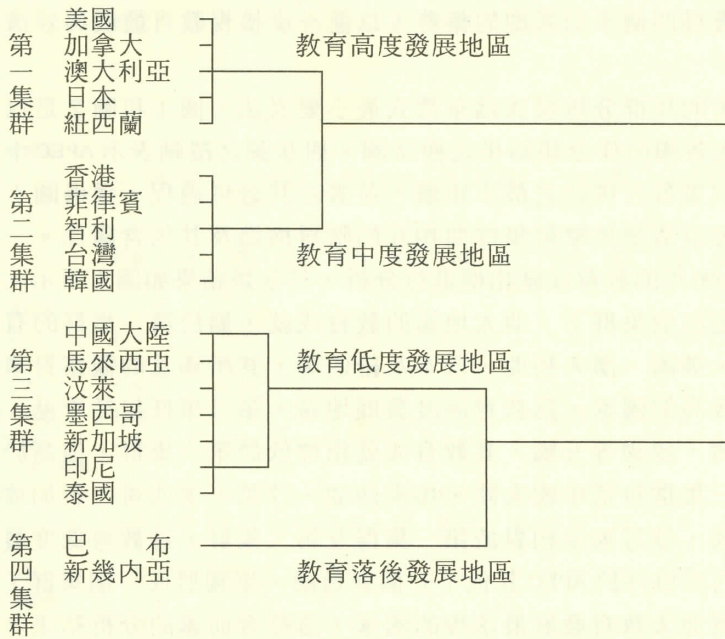 第一集群
美國
加拿大
澳大利亞
日本
紐西蘭
教育高度發展地區
第二集群
香港
菲律賓
智利
台灣
韓國
教育中度發展地區
第三集群
中國大陸
馬來西亞
汶萊
墨西哥
新加坡
印尼
泰國
教育低度發展地區
第四集群
巴布
新幾内亞
教育落後發展地區